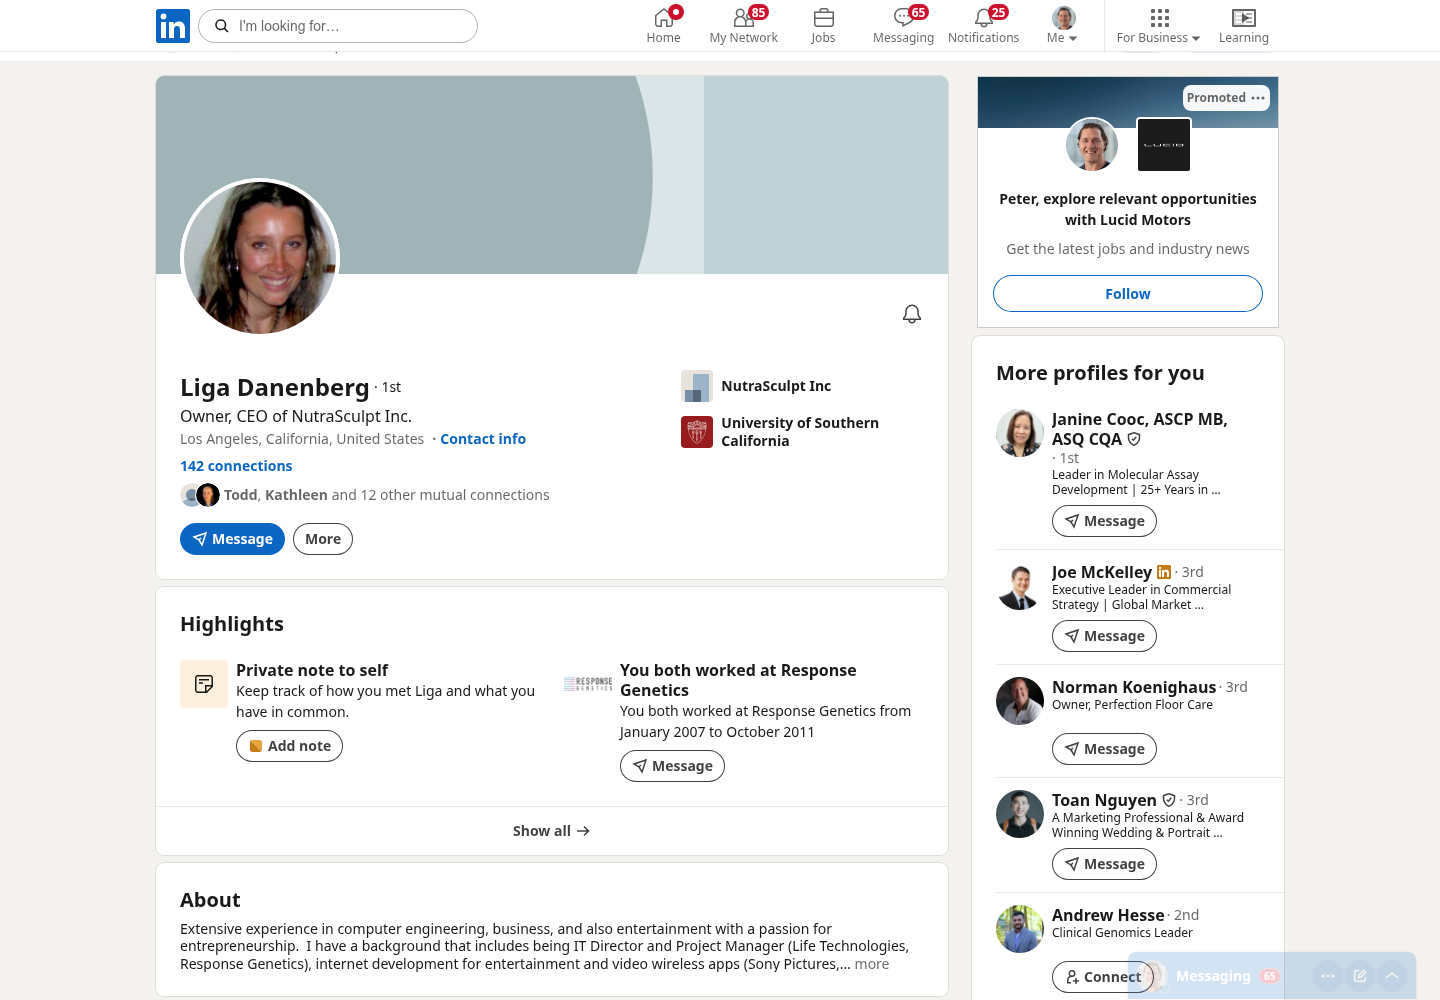 in
I'm looking for…
Home
85
My Network
Jobs
65
Messaging
25
Notifications
Me
For Business
Learning
Liga Danenberg · 1st
Owner, CEO of NutraSculpt Inc.
Los Angeles, California, United States · Contact info
142 connections
Todd, Kathleen and 12 other mutual connections
Message
More
NutraSculpt Inc
University of Southern
California
Highlights
Private note to self
Keep track of how you met Liga and what you
have in common.
Add note
RESPONSE
GENETICS
You both worked at Response
Genetics
You both worked at Response Genetics from
January 2007 to October 2011
Message
Show all →
About
Extensive experience in computer engineering, business, and also entertainment with a passion for
entrepreneurship. I have a background that includes being IT Director and Project Manager (Life Technologies,
Response Genetics), internet development for entertainment and video wireless apps (Sony Pictures,… more
Promoted ···
LUCID
Peter, explore relevant opportunities
with Lucid Motors
Get the latest jobs and industry news
Follow
More profiles for you
Janine Cooc, ASCP MB,
ASQ CQA
· 1st
Leader in Molecular Assay
Development | 25+ Years in ...
Message
Joe McKelley in · 3rd
Executive Leader in Commercial
Strategy | Global Market ...
Message
Norman Koenighaus · 3rd
Owner, Perfection Floor Care
Message
Toan Nguyen · 3rd
A Marketing Professional & Award
Winning Wedding & Portrait ...
Message
Andrew Hesse · 2nd
Clinical Genomics Leader
Connect
Messaging 65